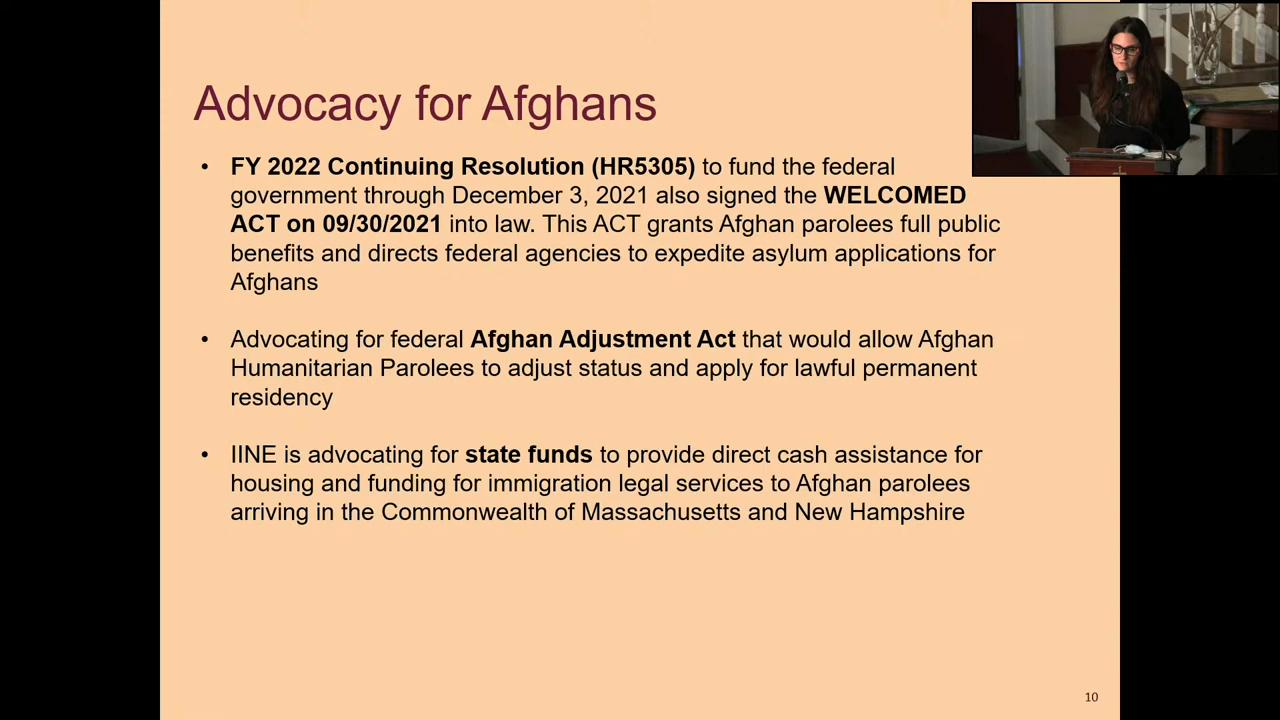 Advocacy for Afghans
• FY 2022 Continuing Resolution (HR5305) to fund the federal
government through December 3, 2021 also signed the WELCOMED
ACT on 09/30/2021 into law. This ACT grants Afghan parolees full public
benefits and directs federal agencies to expedite asylum applications for
Afghans
• Advocating for federal Afghan Adjustment Act that would allow Afghan
Humanitarian Parolees to adjust status and apply for lawful permanent
residency
• IINE is advocating for state funds to provide direct cash assistance for
housing and funding for immigration legal services to Afghan parolees
arriving in the Commonwealth of Massachusetts and New Hampshire
10